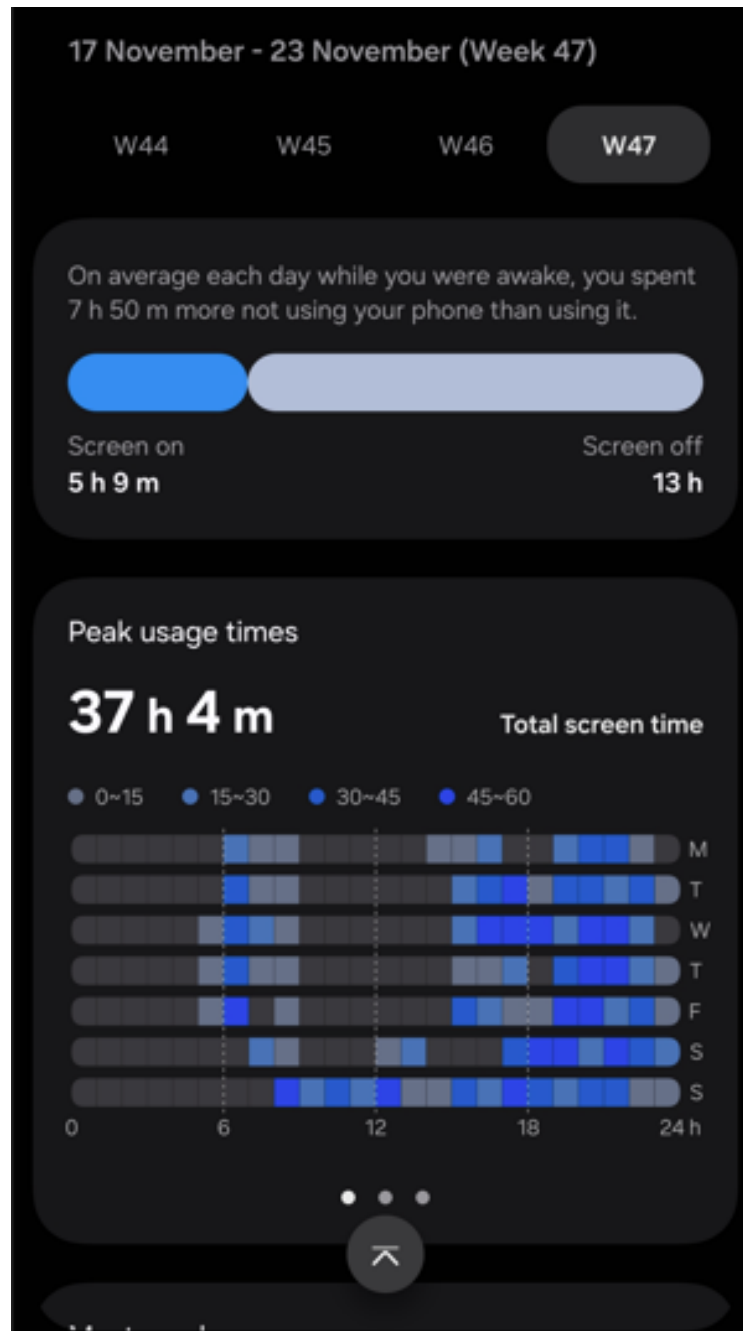 17 November - 23 November (Week 47)
W44 W45 W46 W47
On average each day while you were awake, you spent
7 h 50 m more not using your phone than using it.
Screen on Screen off
5 h 9 m 13 h
Peak usage times
37 h 4 m Total screen time
0~15 15~30 30~45 45~60
M
T
W
T
F
S
S
0 6 12 18 24 h